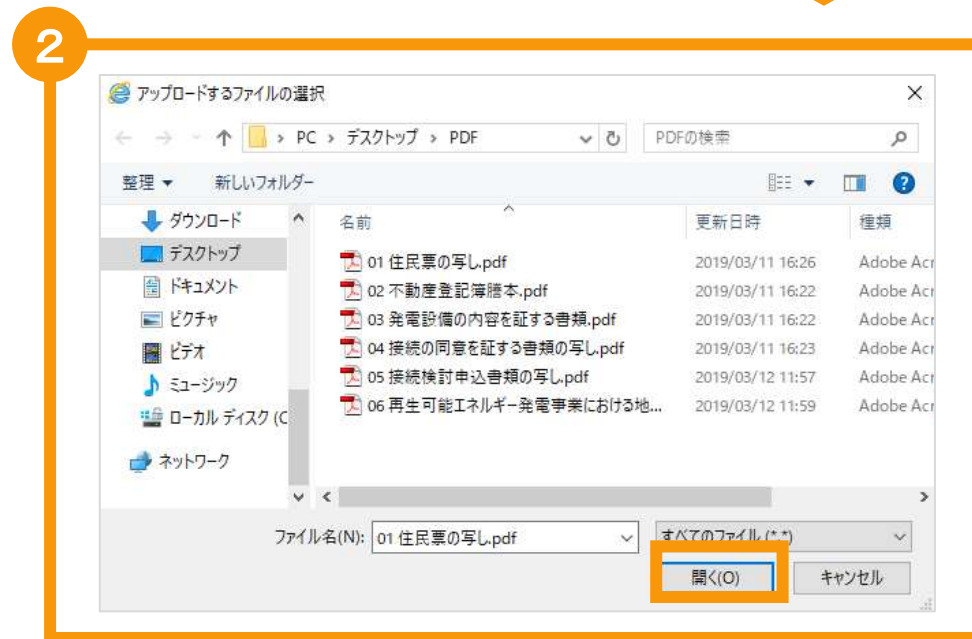 2
アップロードするファイルの選択
PC › デスクトップ › PDF
PDFの検索
整理 新しいフォルダー
?
ダウンロード
デスクトップ
ドキュメント
ピクチャ
ビデオ
ミュージック
ローカル ディスク (C
ネットワーク
名前 更新日時 種類
01 住民票の写し.pdf 2019/03/11 16:26 Adobe Acr
02 不動産登記簿謄本.pdf 2019/03/11 16:22 Adobe Acr
03 発電設備の内容を証する書類.pdf 2019/03/11 16:22 Adobe Acr
04 接続の同意を証する書類の写し.pdf 2019/03/11 16:23 Adobe Acr
05 接続検討申込書類の写し.pdf 2019/03/12 11:57 Adobe Acr
06 再生可能エネルギー発電事業における地... 2019/03/12 11:59 Adobe Acr
ファイル名(N): 01 住民票の写し.pdf すべてのファイル (*.*)
開く(O) キャンセル